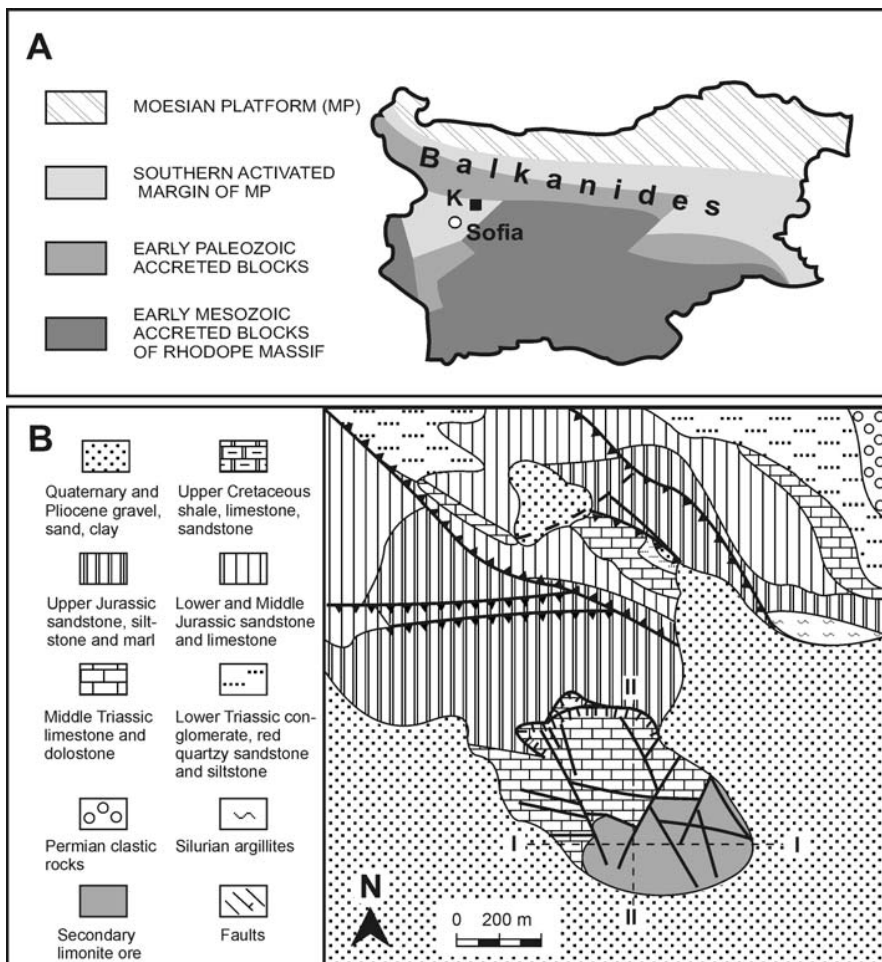 A
MOESIAN PLATFORM (MP)
SOUTHERN ACTIVATED
MARGIN OF MP
EARLY PALEOZOIC
ACCRETED BLOCKS
EARLY MESOZOIC
ACCRETED BLOCKS
OF RHODOPE MASSIF
Balkanides
K
Sofia
B
Quaternary and
Pliocene gravel,
sand, clay
Upper Cretaceous
shale, limestone,
sandstone
Upper Jurassic
sandstone, silt-
stone and marl
Lower and Middle
Jurassic sandstone
and limestone
Middle Triassic
limestone and
dolostone
Lower Triassic con-
glomerate, red
quartzy sandstone
and siltstone
Permian clastic
rocks
Silurian argillites
Secondary
limonite ore
Faults
II
I
I
II
N
0 200 m